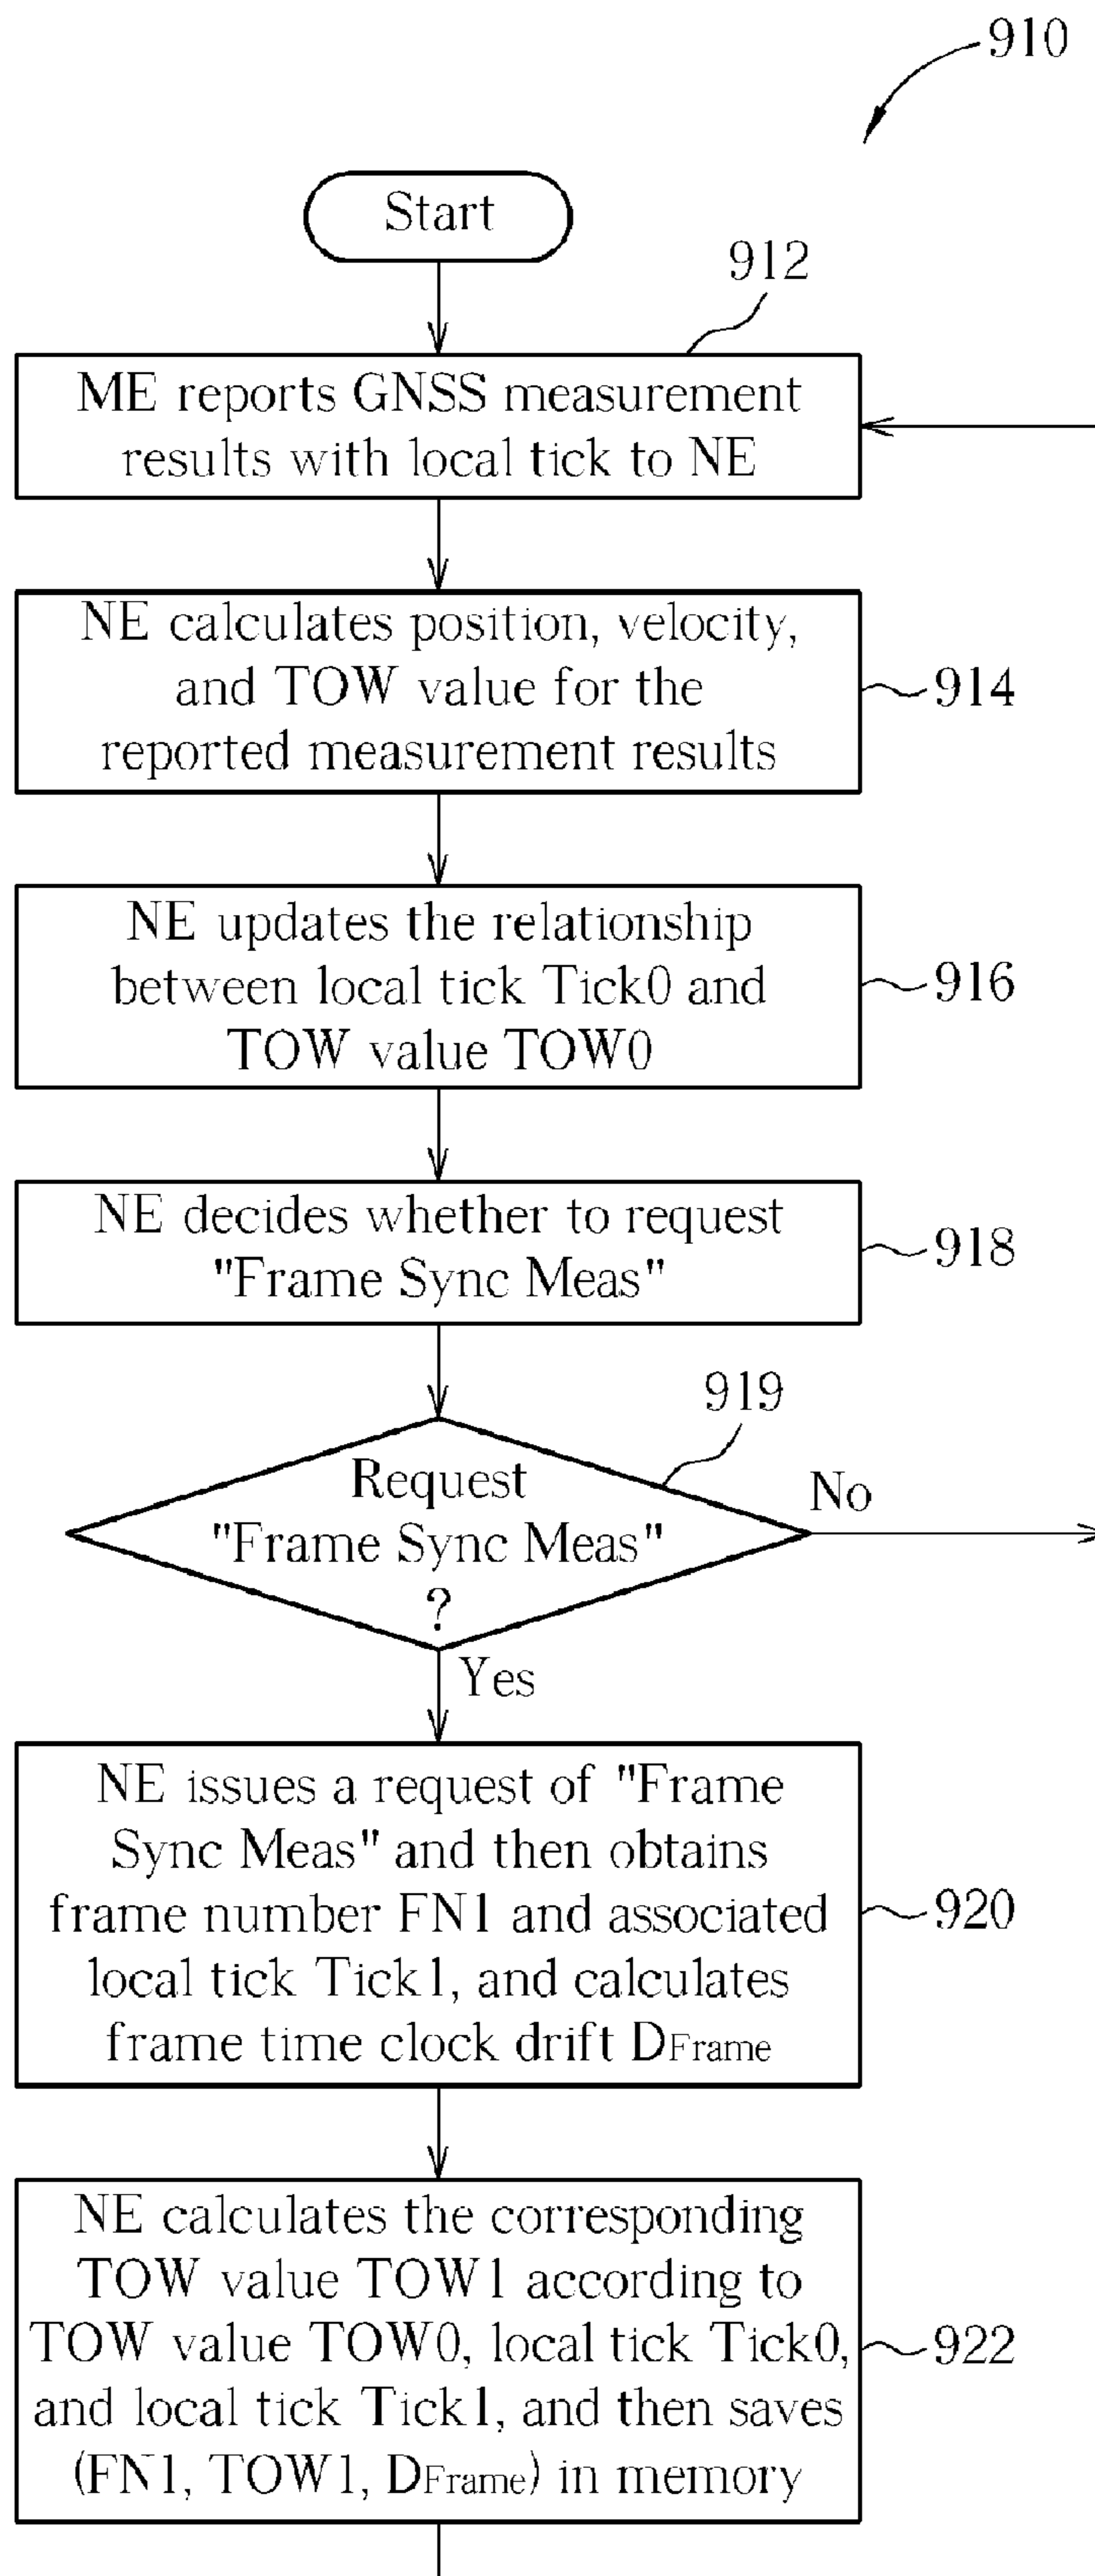 910
Start
912
ME reports GNSS measurement
results with local tick to NE
NE calculates position, velocity,
and TOW value for the
reported measurement results
914
NE updates the relationship
between local tick Tick0 and
TOW value TOW0
916
NE decides whether to request
"Frame Sync Meas"
918
919
Request
"Frame Sync Meas"
?
No
Yes
NE issues a request of "Frame
Sync Meas" and then obtains
frame number FN1 and associated
local tick Tick1, and calculates
frame time clock drift DFrame
920
NE calculates the corresponding
TOW value TOW1 according to
TOW value TOW0, local tick Tick0,
and local tick Tick1, and then saves
(FN1, TOW1, DFrame) in memory
922